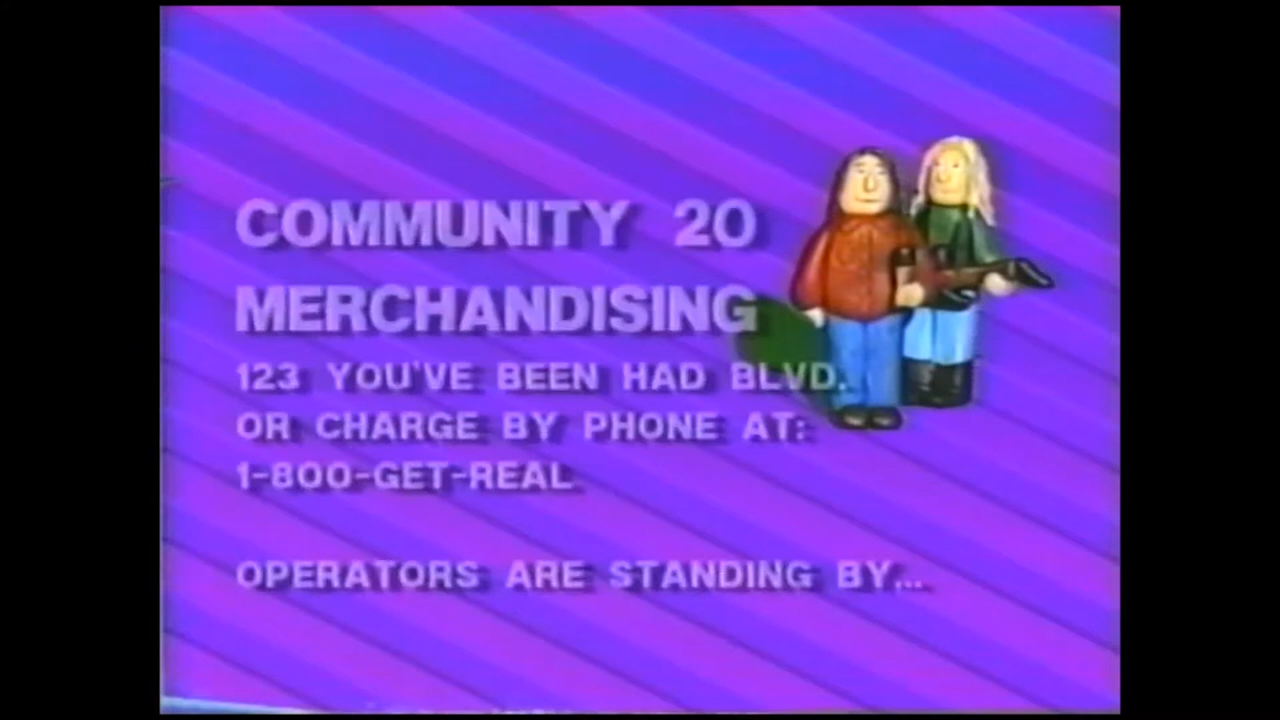 COMMUNITY 20
MERCHANDISING
123 YOU'VE BEEN HAD BLVD.
OR CHARGE BY PHONE AT:
1-800-GET-REAL
OPERATORS ARE STANDING BY...